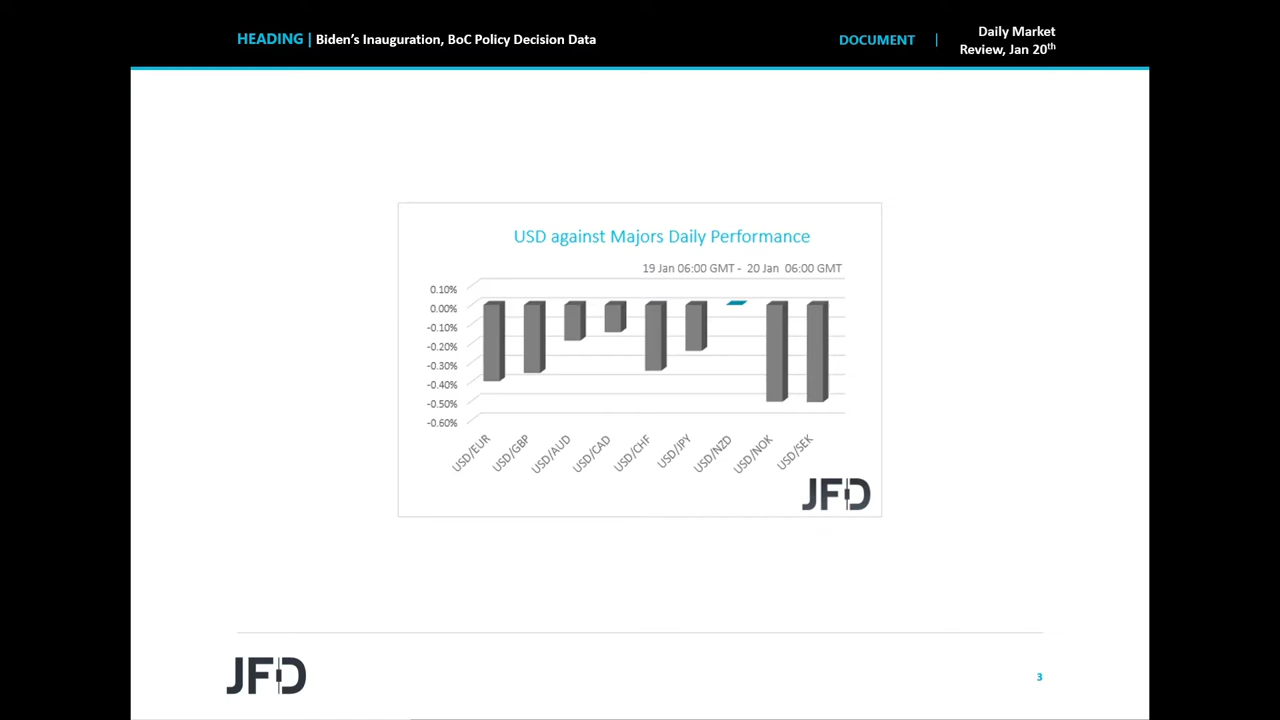 HEADING | Biden’s Inauguration, BoC Policy Decision Data
DOCUMENT |
Daily Market
Review, Jan 20th
USD against Majors Daily Performance
19 Jan 06:00 GMT - 20 Jan 06:00 GMT
0.10%
0.00%
-0.10%
-0.20%
-0.30%
-0.40%
-0.50%
-0.60%
USD/EUR
USD/GBP
USD/AUD
USD/CAD
USD/CHF
USD/JPY
USD/NZD
USD/NOK
USD/SEK
JFD
JFD
3